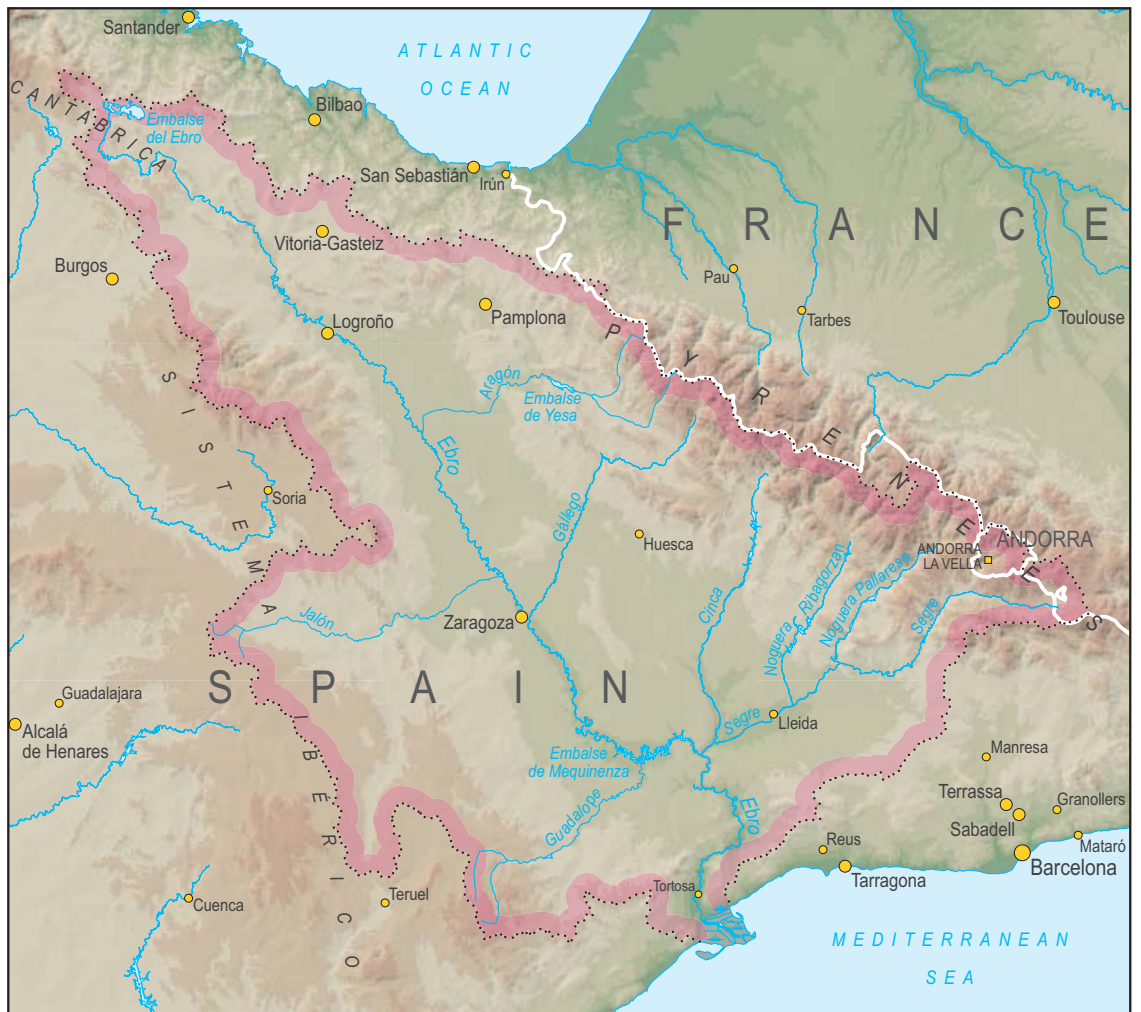 Santander
ATLANTIC
OCEAN
CANTÁBRICA
Embalse
del Ebro
Bilbao
San Sebastián
Irún
FRANCE
Vitoria-Gasteiz
Burgos
Pau
Pamplona
Logroño
Tarbes
Toulouse
PYRENEES
Aragón
Embalse
de Yesa
SISTEMA
Ebro
Soria
Gállego
Huesca
ANDORRA
ANDORRA
LA VELLA
Cinca
Noguera Ribagorzan
Noguera Pallaresa
Segre
Jalón
Zaragoza
SPAIN
Guadalajara
Alcalá
de Henares
Segre
Lleida
IBÉRICO
Embalse
de Mequinenza
Manresa
Guadalope
Ebro
Terrassa
Granollers
Sabadell
Mataró
Reus
Barcelona
Tarragona
Tortosa
Teruel
Cuenca
MEDITERRANEAN
SEA